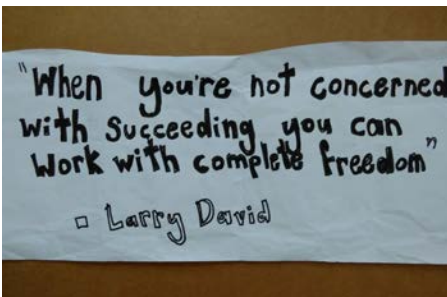 "When you're not concerned
with succeeding you can
work with complete freedom"
Larry David